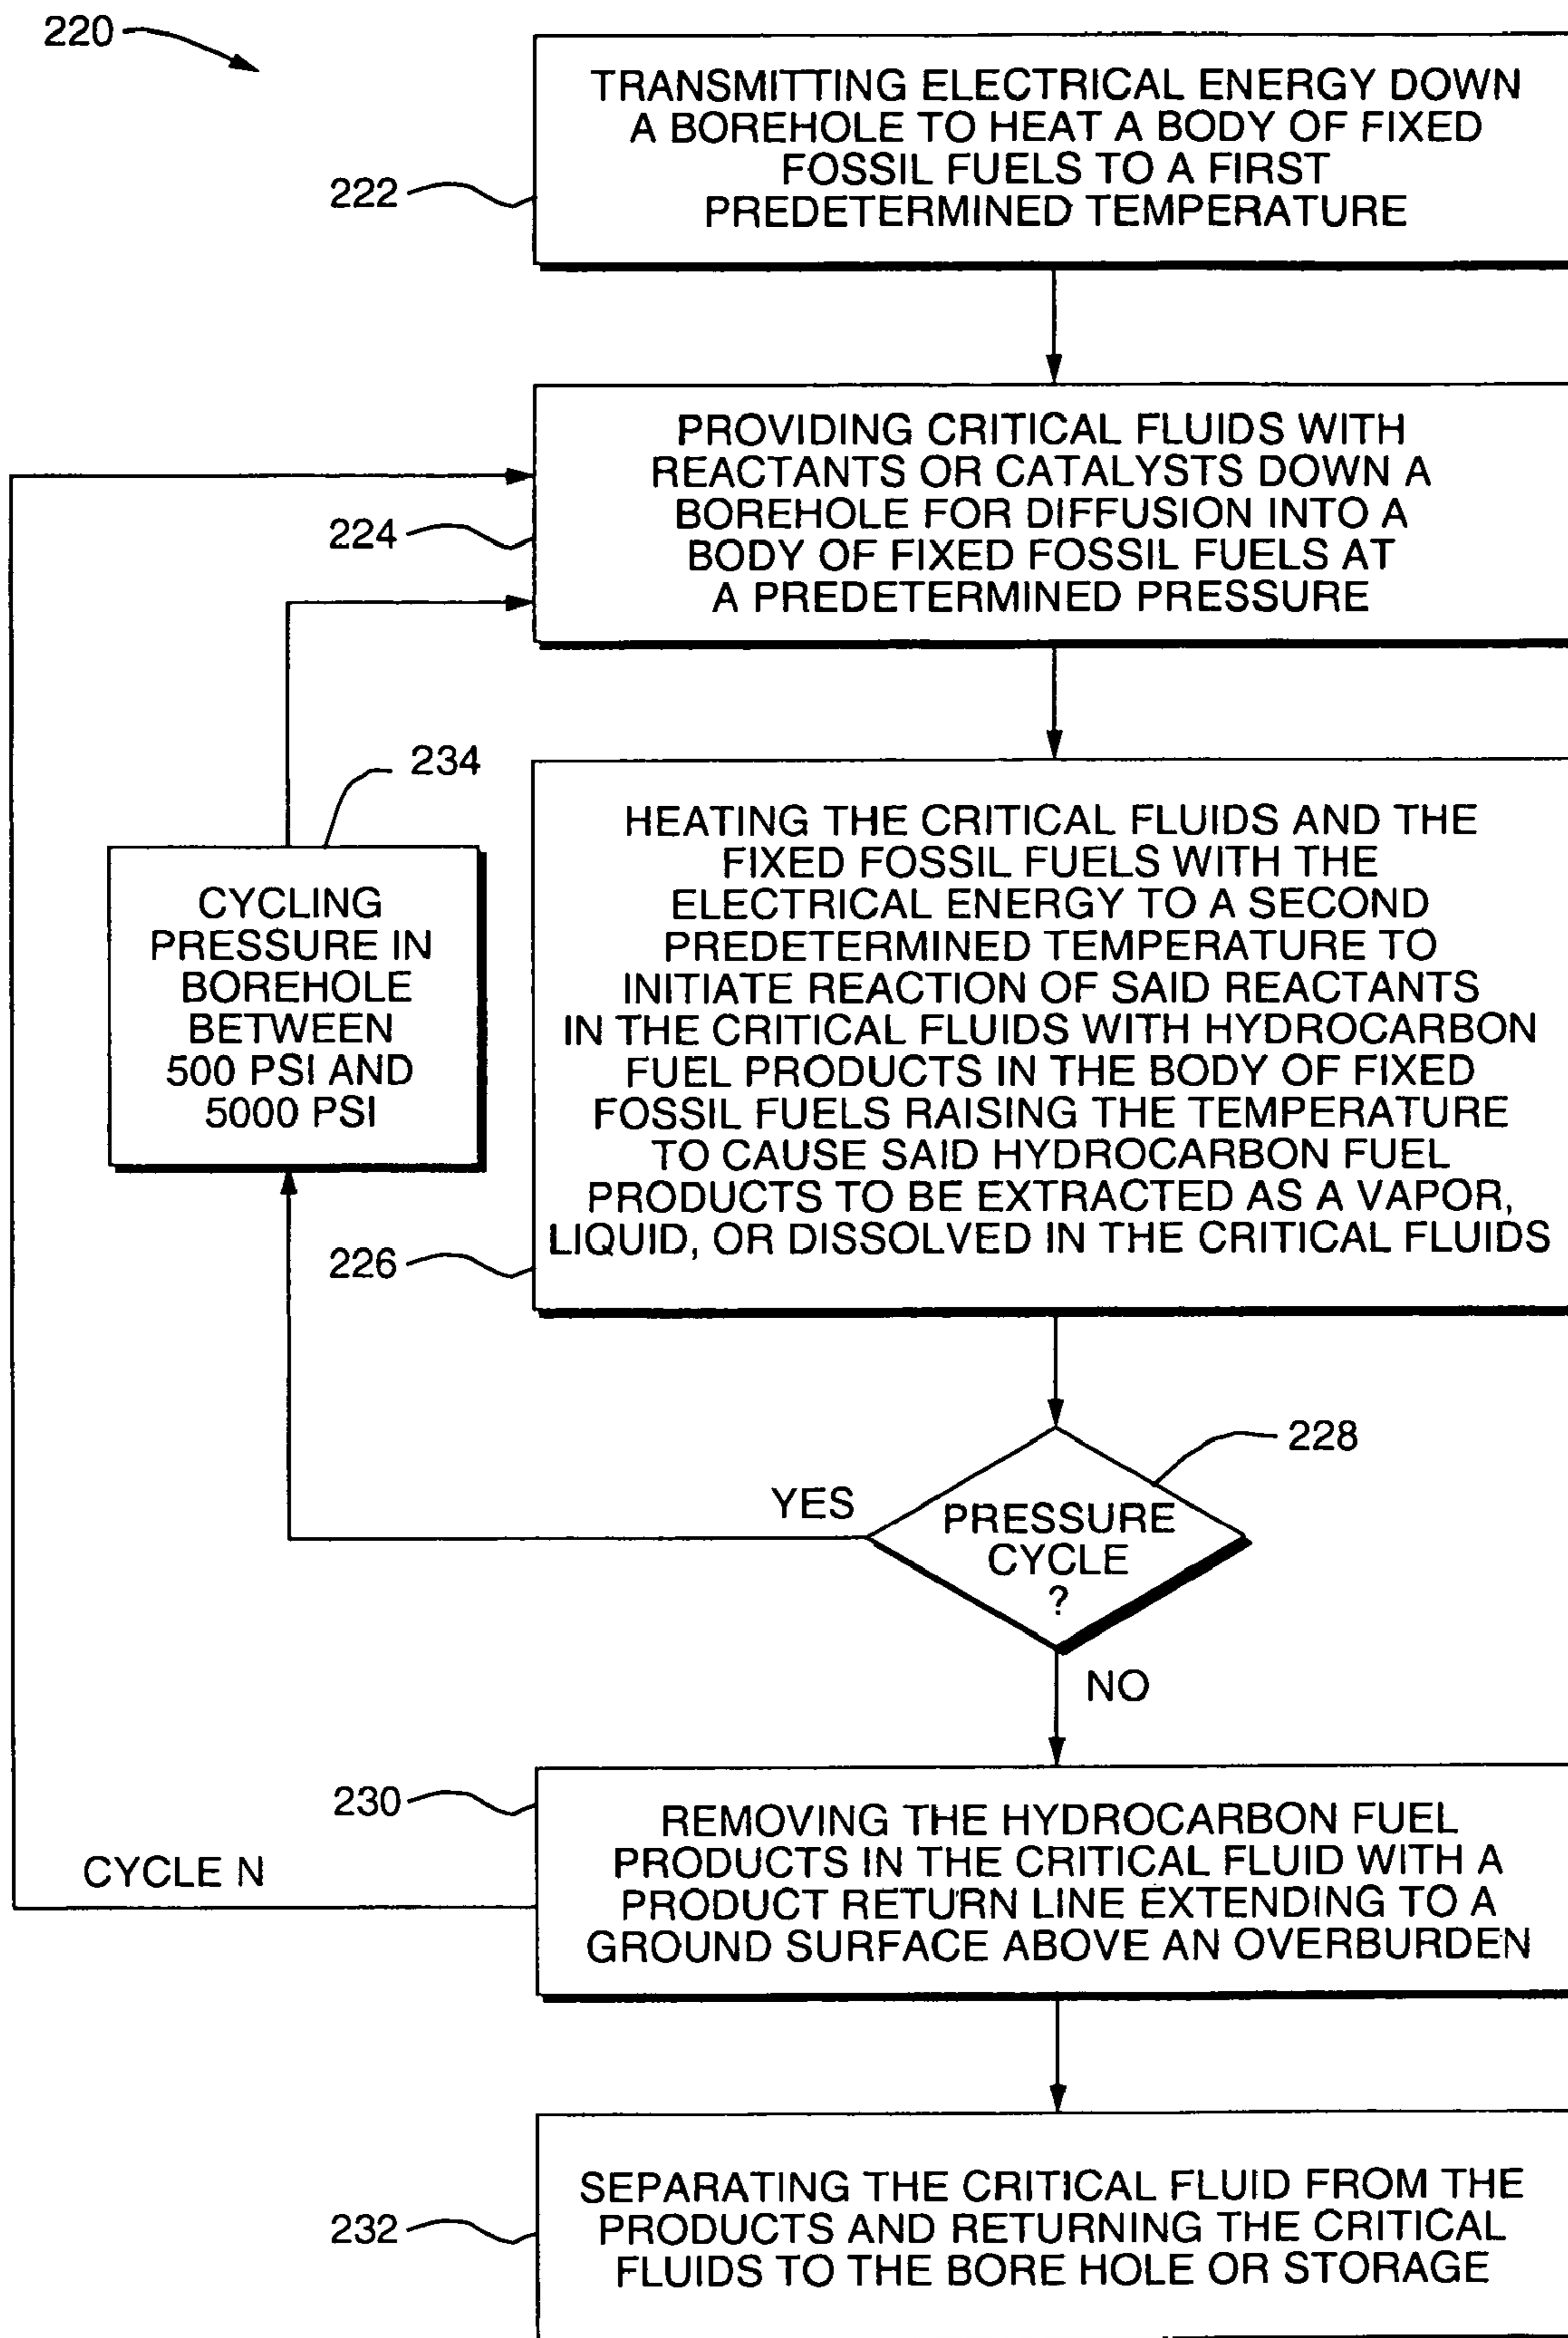 220
TRANSMITTING ELECTRICAL ENERGY DOWN
A BOREHOLE TO HEAT A BODY OF FIXED
FOSSIL FUELS TO A FIRST
PREDETERMINED TEMPERATURE
222
PROVIDING CRITICAL FLUIDS WITH
REACTANTS OR CATALYSTS DOWN A
BOREHOLE FOR DIFFUSION INTO A
BODY OF FIXED FOSSIL FUELS AT
A PREDETERMINED PRESSURE
224
234
CYCLING
PRESSURE IN
BOREHOLE
BETWEEN
500 PSI AND
5000 PSI
HEATING THE CRITICAL FLUIDS AND THE
FIXED FOSSIL FUELS WITH THE
ELECTRICAL ENERGY TO A SECOND
PREDETERMINED TEMPERATURE TO
INITIATE REACTION OF SAID REACTANTS
IN THE CRITICAL FLUIDS WITH HYDROCARBON
FUEL PRODUCTS IN THE BODY OF FIXED
FOSSIL FUELS RAISING THE TEMPERATURE
TO CAUSE SAID HYDROCARBON FUEL
PRODUCTS TO BE EXTRACTED AS A VAPOR,
LIQUID, OR DISSOLVED IN THE CRITICAL FLUIDS
226
228
YES
PRESSURE
CYCLE
?
NO
230
REMOVING THE HYDROCARBON FUEL
PRODUCTS IN THE CRITICAL FLUID WITH A
PRODUCT RETURN LINE EXTENDING TO A
GROUND SURFACE ABOVE AN OVERBURDEN
CYCLE N
SEPARATING THE CRITICAL FLUID FROM THE
PRODUCTS AND RETURNING THE CRITICAL
FLUIDS TO THE BORE HOLE OR STORAGE
232